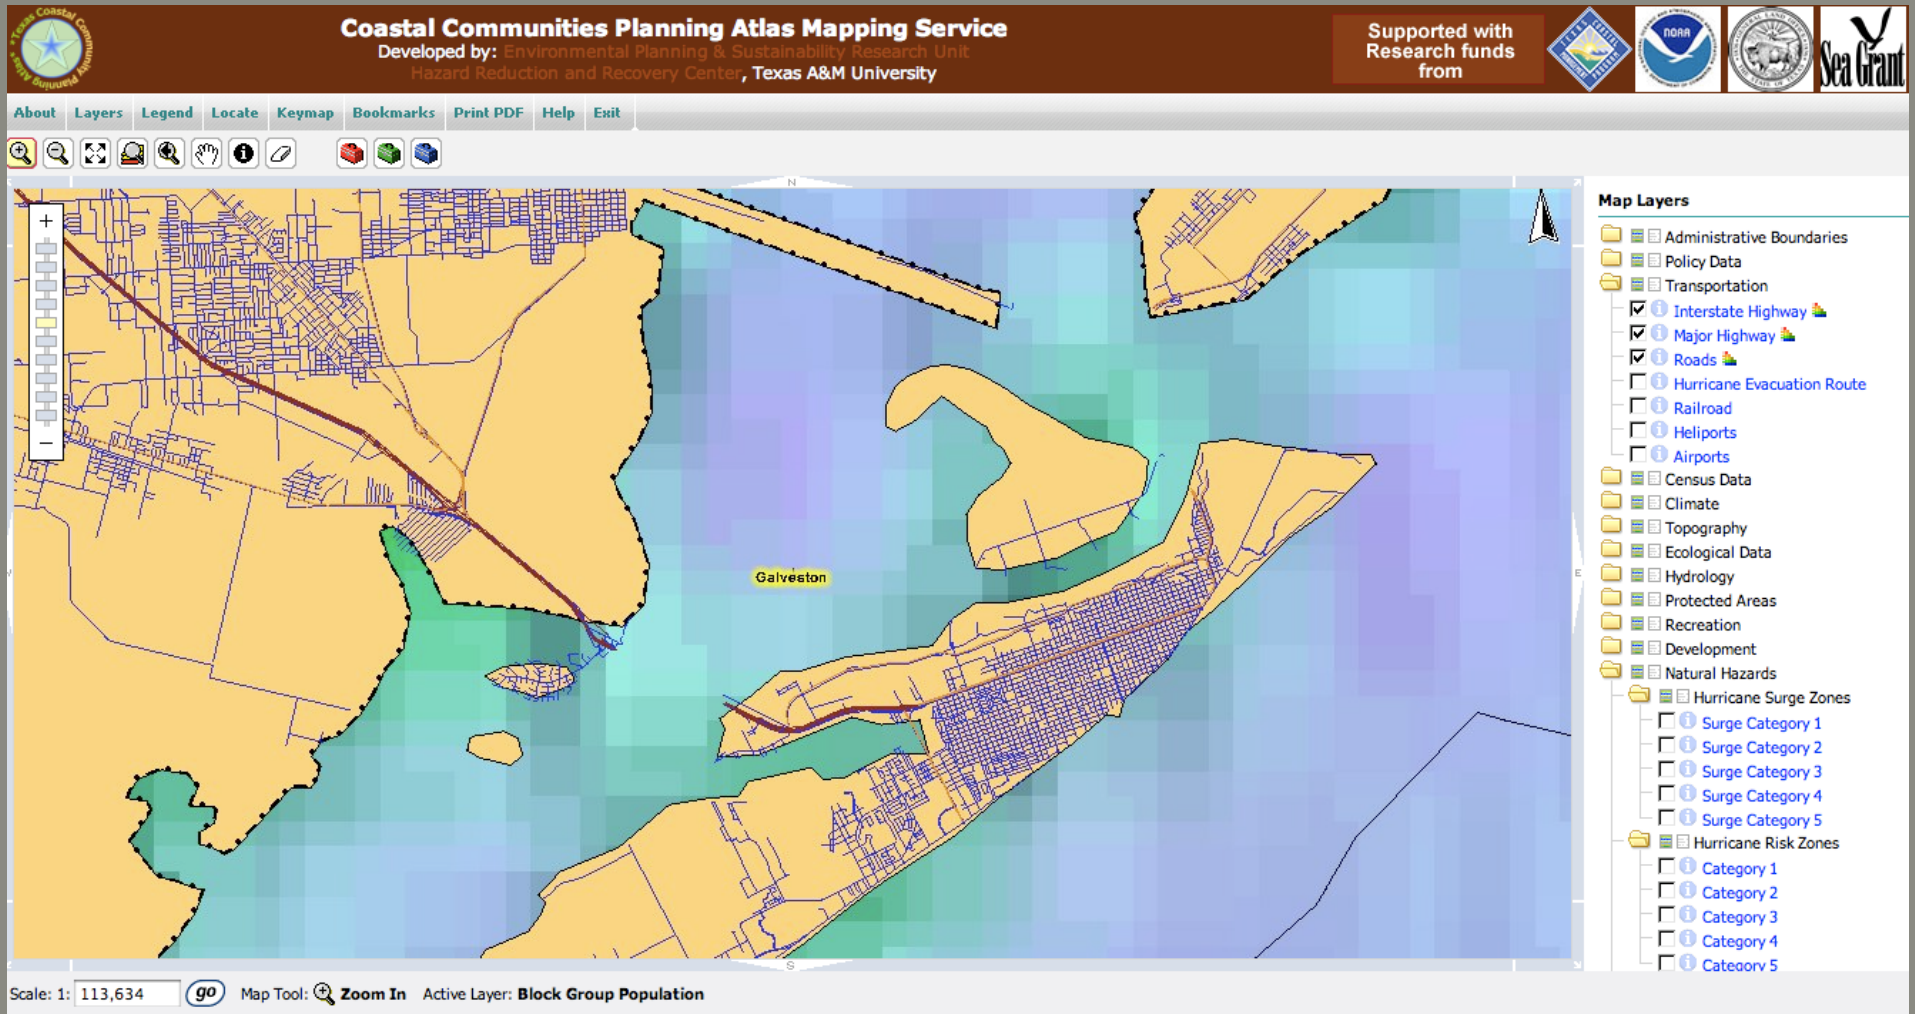 Coastal Communities Planning Atlas Mapping Service
Developed by: Environmental Planning & Sustainability Research Unit
Hazard Reduction and Recovery Center, Texas A&M University
Supported with
Research funds
from
NOAA
Sea Grant
About Layers Legend Locate Keymap Bookmarks Print PDF Help Exit
N
+
−
Galveston
E
S
Map Layers
Administrative Boundaries
Policy Data
Transportation
Interstate Highway
Major Highway
Roads
Hurricane Evacuation Route
Railroad
Heliports
Airports
Census Data
Climate
Topography
Ecological Data
Hydrology
Protected Areas
Recreation
Development
Natural Hazards
Hurricane Surge Zones
Surge Category 1
Surge Category 2
Surge Category 3
Surge Category 4
Surge Category 5
Hurricane Risk Zones
Category 1
Category 2
Category 3
Category 4
Category 5
Scale: 1: 113,634 go Map Tool: Zoom In Active Layer: Block Group Population